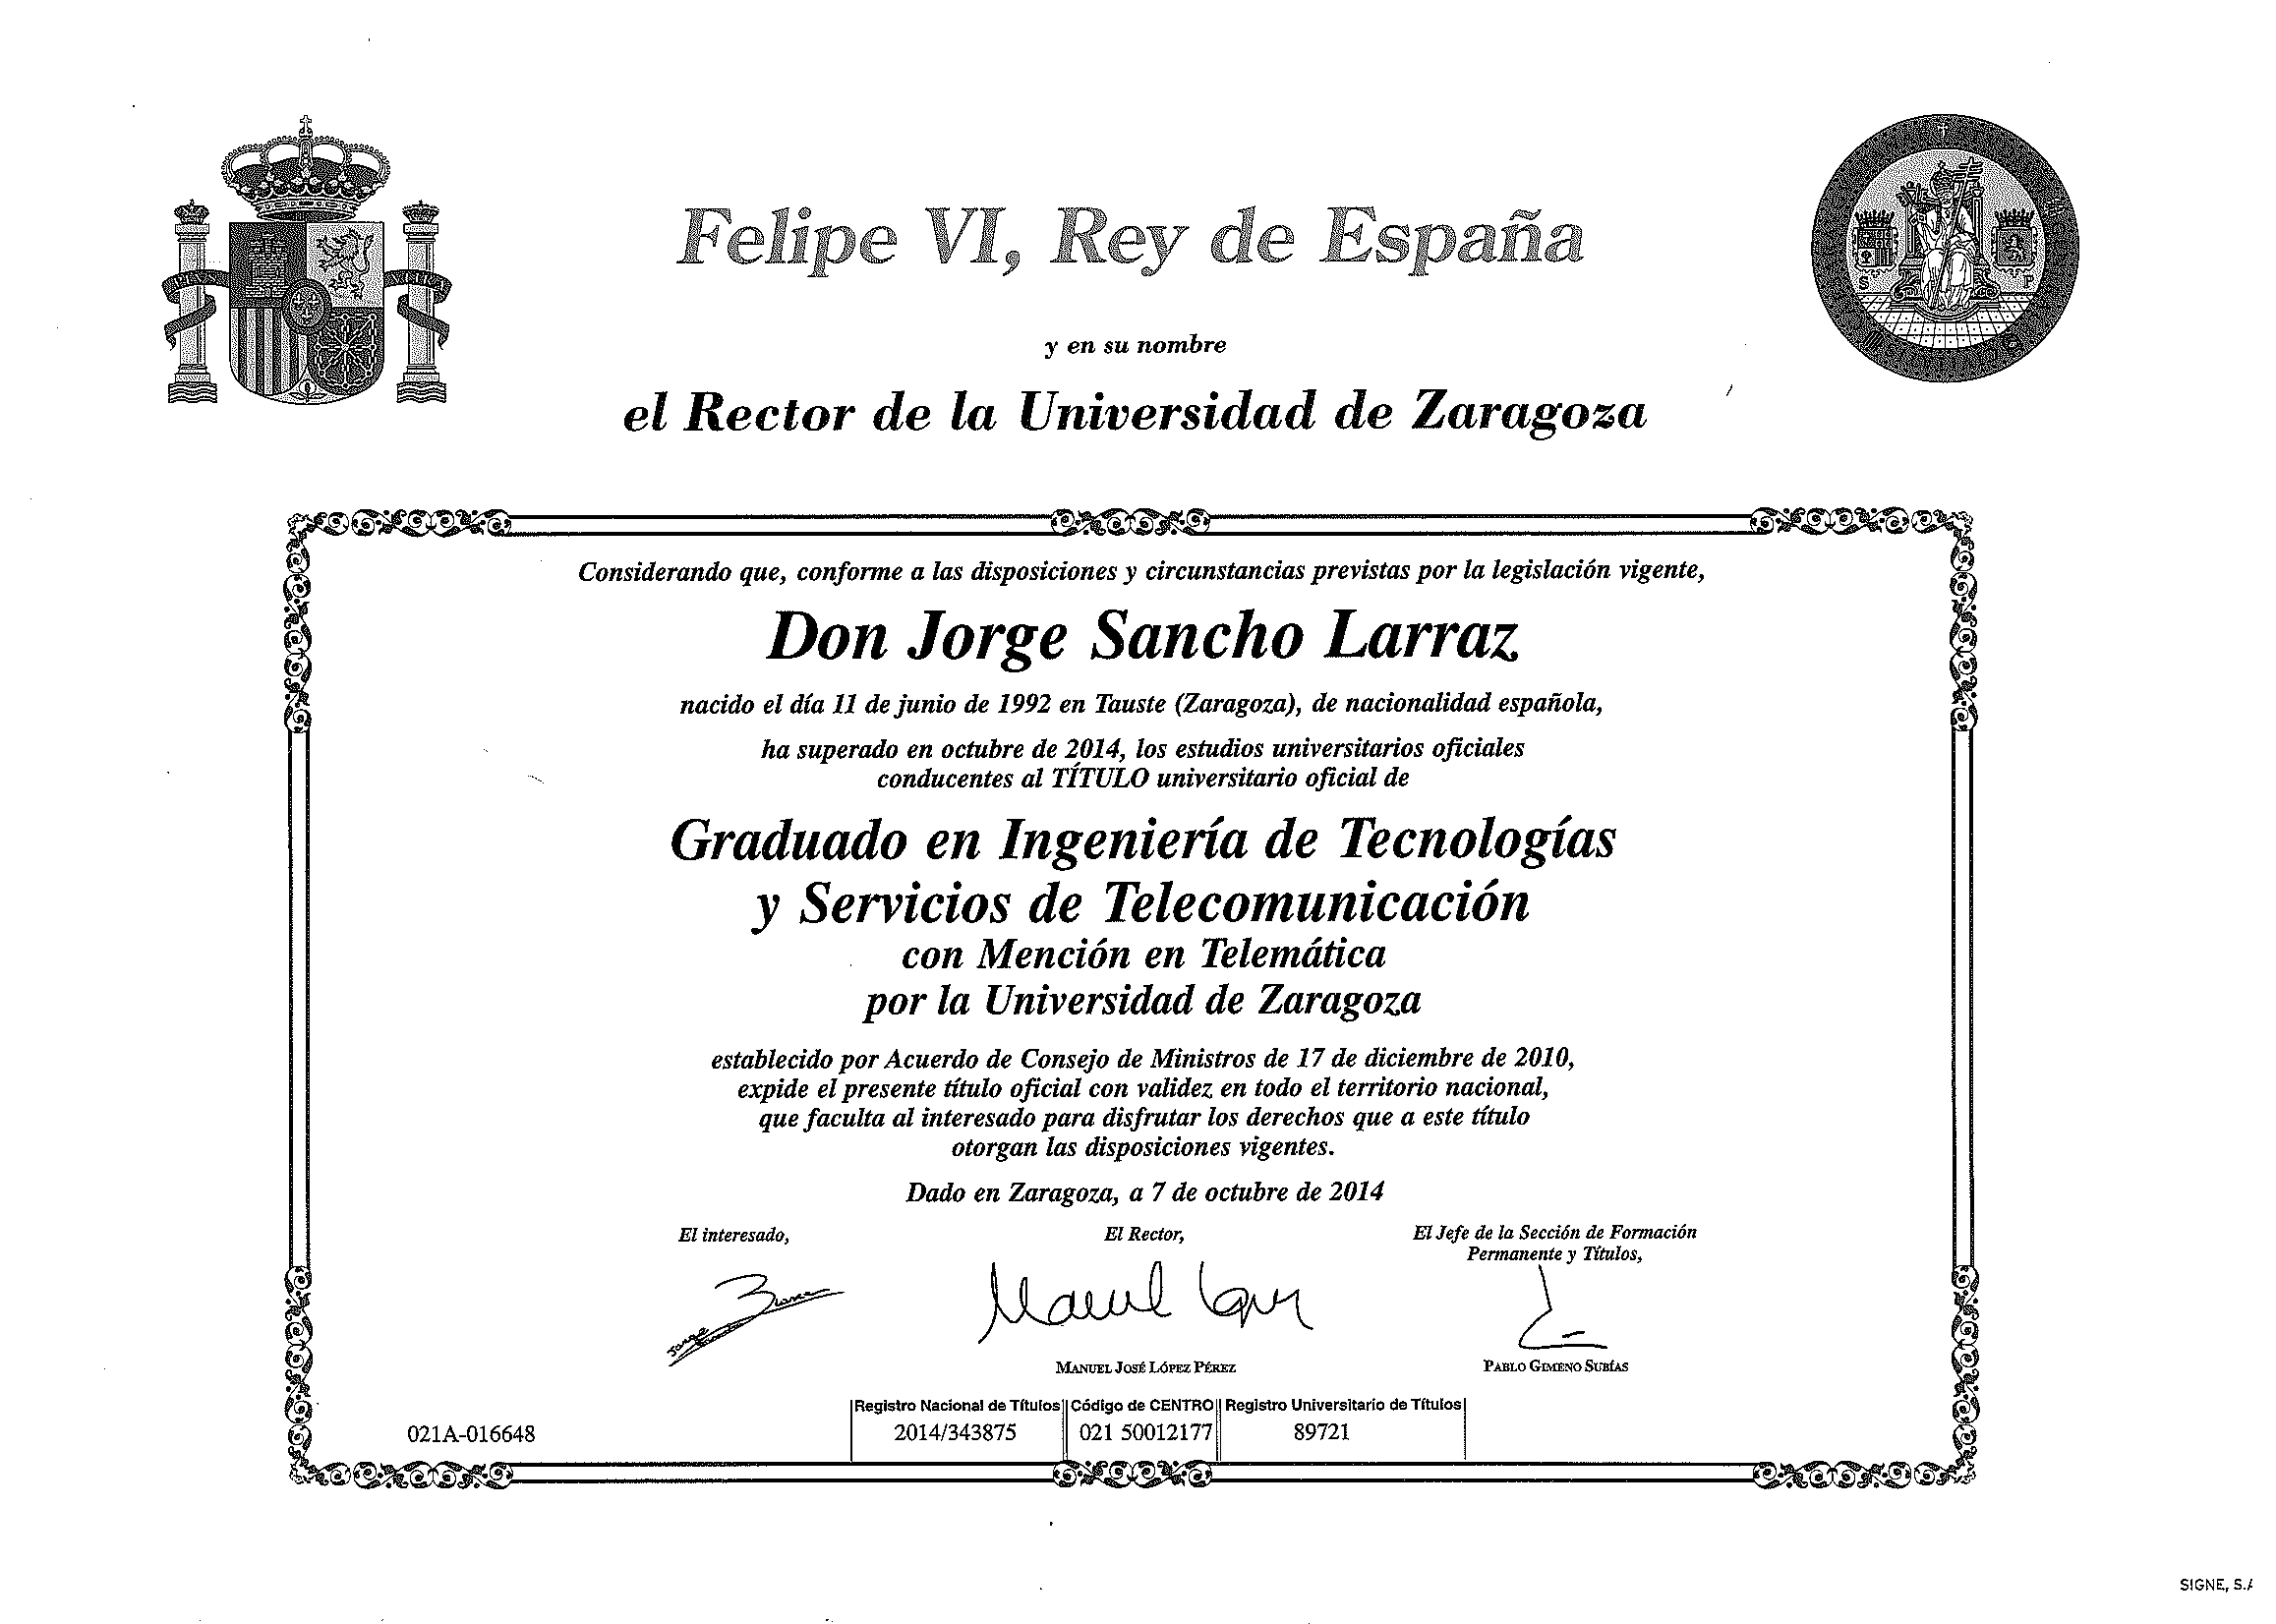 Felipe VI, Rey de España
y en su nombre
el Rector de la Universidad de Zaragoza
Considerando que, conforme a las disposiciones y circunstancias previstas por la legislación vigente,
Don Jorge Sancho Larraz
nacido el día 11 de junio de 1992 en Tauste (Zaragoza), de nacionalidad española,
ha superado en octubre de 2014, los estudios universitarios oficiales
conducentes al TÍTULO universitario oficial de
Graduado en Ingeniería de Tecnologías
y Servicios de Telecomunicación
con Mención en Telemática
por la Universidad de Zaragoza
establecido por Acuerdo de Consejo de Ministros de 17 de diciembre de 2010,
expide el presente título oficial con validez en todo el territorio nacional,
que faculta al interesado para disfrutar los derechos que a este título
otorgan las disposiciones vigentes.
Dado en Zaragoza, a 7 de octubre de 2014
El interesado,
El Rector,
El Jefe de la Sección de Formación
Permanente y Títulos,
Jorge
Manuel
MANUEL JOSÉ LÓPEZ PÉREZ
PABLO GIMENO SUBÍAS
Registro Nacional de Títulos Código de CENTRO Registro Universitario de Títulos
021A-016648 2014/343875 021 50012177 89721
SIGNE, S.A